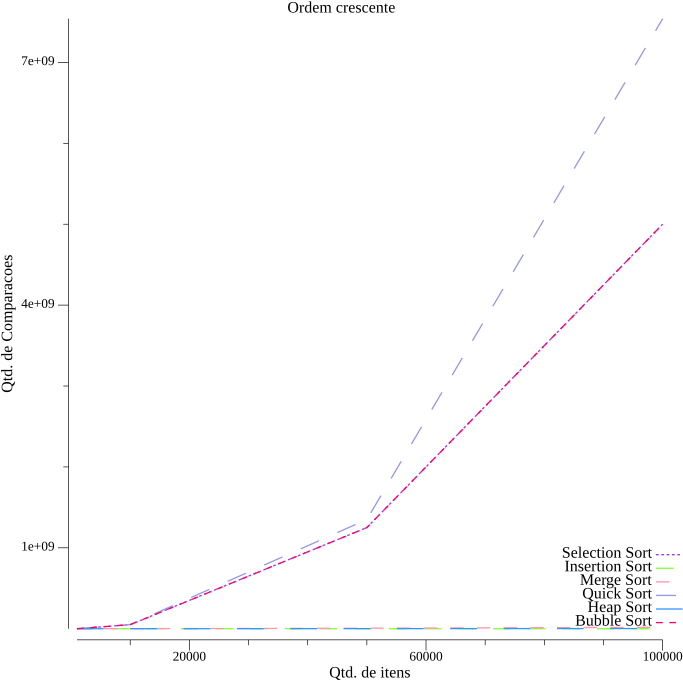 Ordem crescente
7e+09
4e+09
1e+09
Qtd. de Comparacoes
Selection Sort
Insertion Sort
Merge Sort
Quick Sort
Heap Sort
Bubble Sort
20000
60000
100000
Qtd. de itens